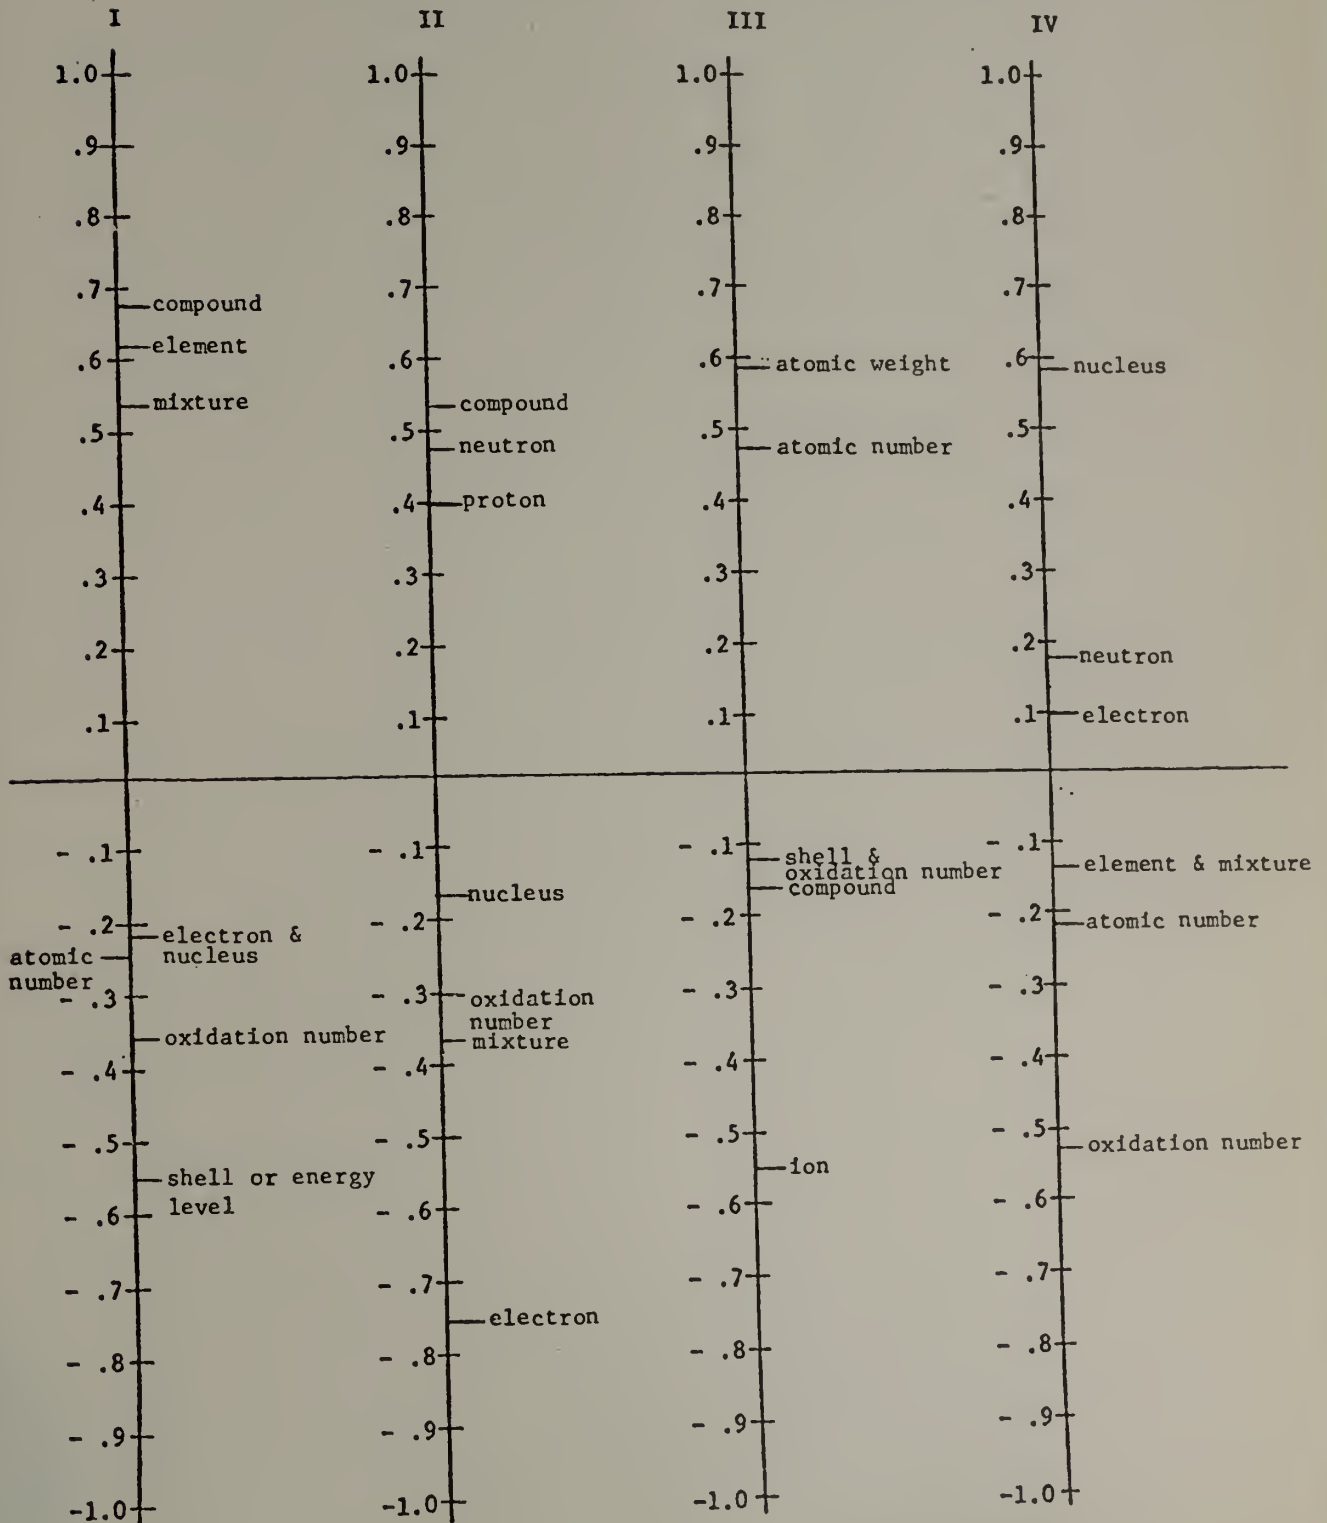 I II III IV
1.0 1.0 1.0 1.0
.9 .9 .9 .9
.8 .8 .8 .8
.7 .7 .7 .7
compound
element
.6 .6 .6 atomic weight .6 nucleus
mixture compound
.5 .5 neutron .5 atomic number .5
.4 .4 proton .4 .4
.3 .3 .3 .3
.2 .2 .2 .2
neutron
.1 .1 .1 .1 electron
- .1 - .1 - .1 - .1
shell &
oxidation number element & mixture
nucleus compound
- .2 - .2 - .2 - .2 atomic number
electron &
atomic nucleus
number
- .3 - .3 oxidation - .3 - .3
number
oxidation number mixture
- .4 - .4 - .4 - .4
- .5 - .5 - .5 - .5
oxidation number
shell or energy ion
level
- .6 - .6 - .6 - .6
- .7 - .7 - .7 - .7
electron
- .8 - .8 - .8 - .8
- .9 - .9 - .9 - .9
-1.0 -1.0 -1.0 -1.0